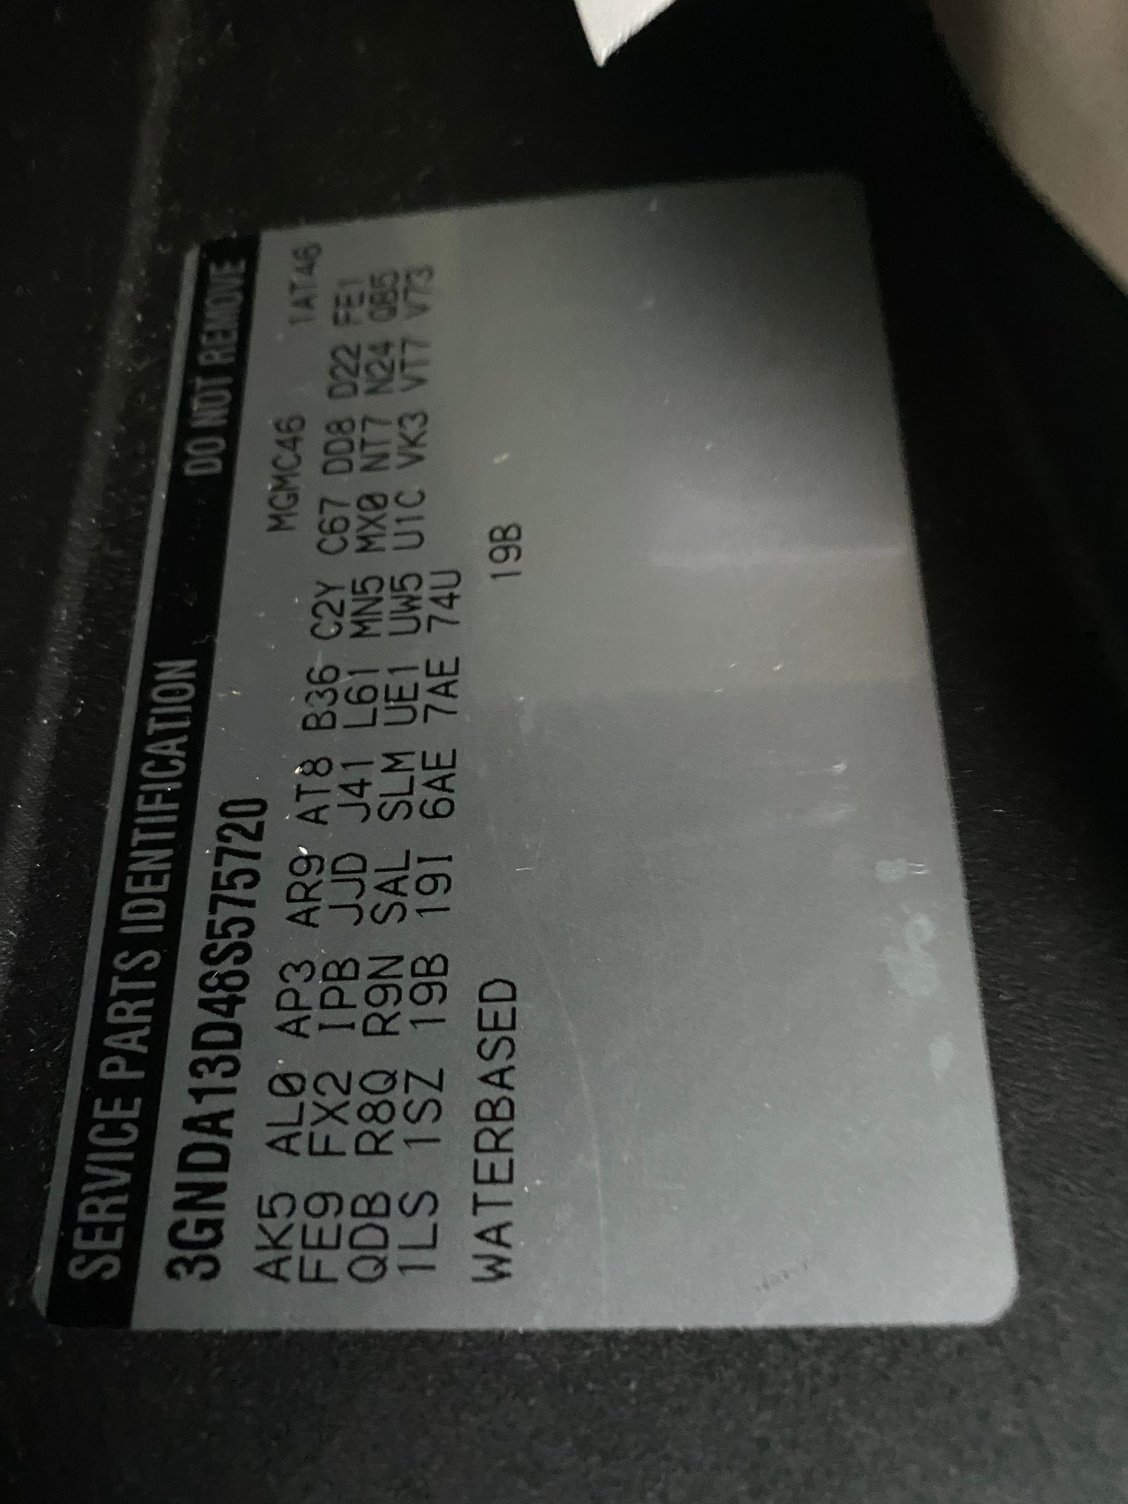 SERVICE PARTS IDENTIFICATION DO NOT REMOVE
3GNDA13D48S575720 MGMC46 1AT46
AK5 AL0 AP3 AR9 AT8 B36 C2Y C67 DD8 D22 FE1
FE9 FX2 IPB JJD J41 L61 MN5 MX0 NT7 N24 QB5
QDB R8Q R9N SAL SLM UE1 UW5 U1C VK3 VT7 V73
1LS 1SZ 19B 19I 6AE 7AE 74U
WATERBASED 19B